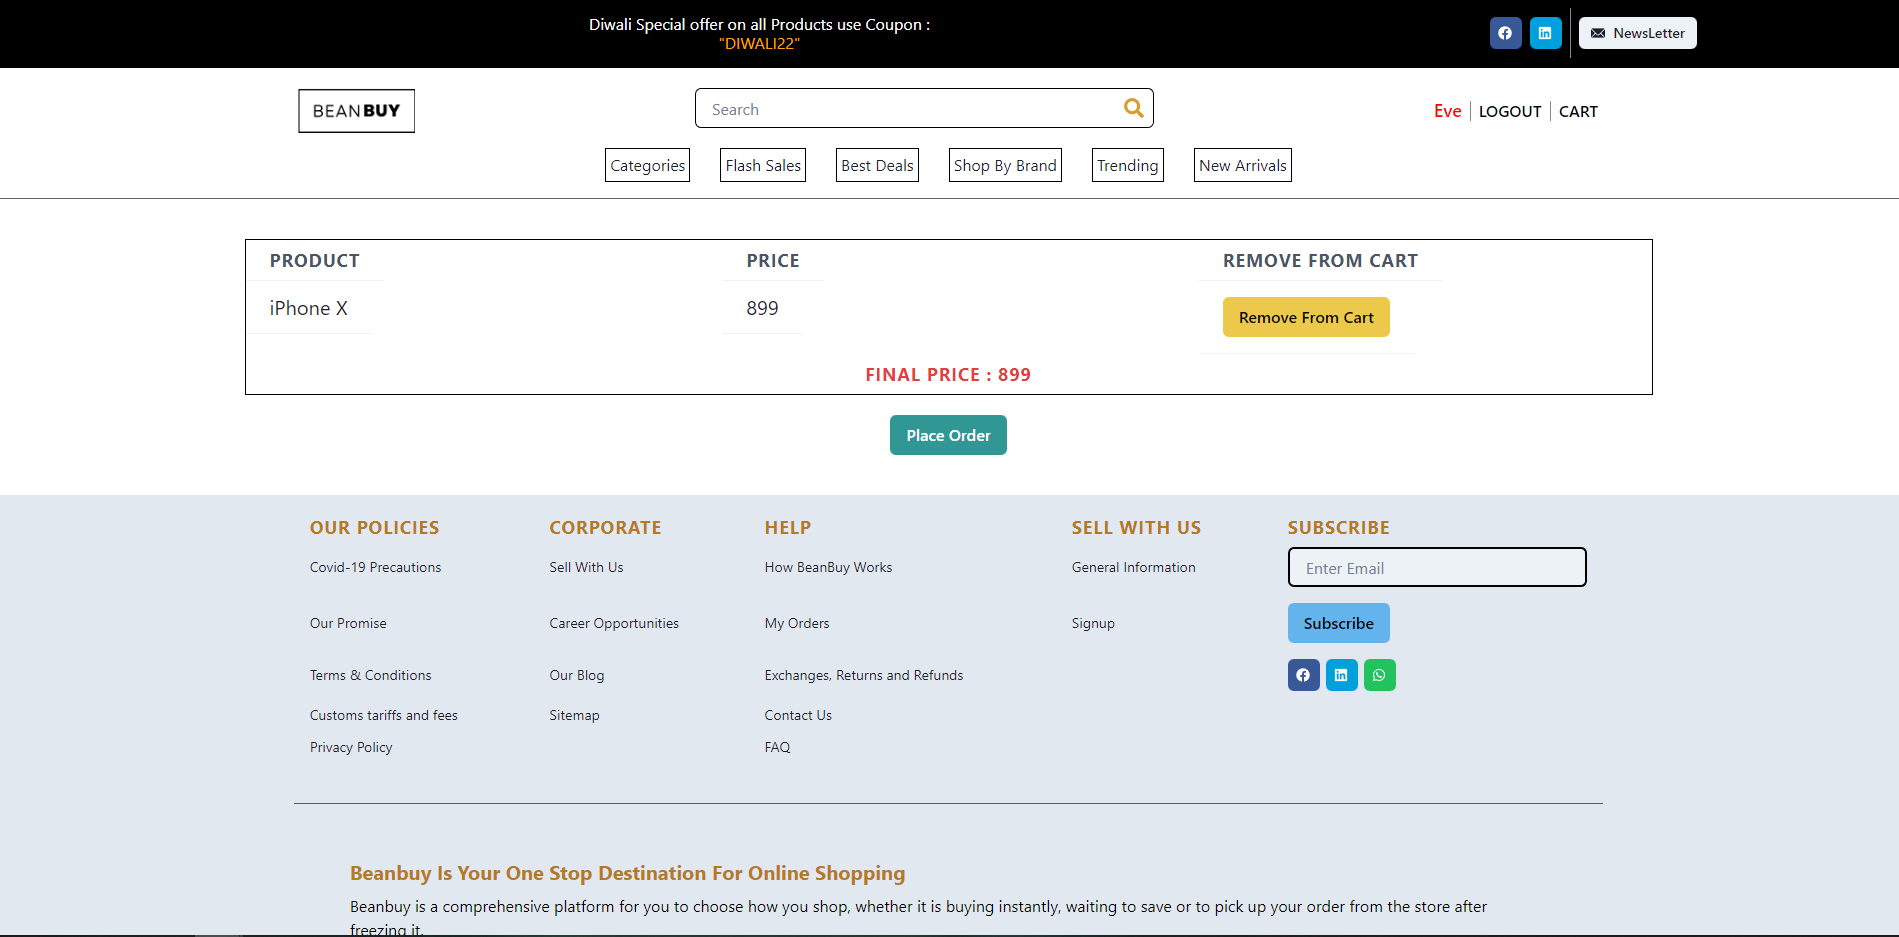 Diwali Special offer on all Products use Coupon :
"DIWALI22"
NewsLetter
BEANBUY
Search
Eve
LOGOUT
CART
Categories
Flash Sales
Best Deals
Shop By Brand
Trending
New Arrivals
PRODUCT
PRICE
REMOVE FROM CART
iPhone X
899
Remove From Cart
FINAL PRICE : 899
Place Order
OUR POLICIES
Covid-19 Precautions
Our Promise
Terms & Conditions
Customs tariffs and fees
Privacy Policy
CORPORATE
Sell With Us
Career Opportunities
Our Blog
Sitemap
HELP
How BeanBuy Works
My Orders
Exchanges, Returns and Refunds
Contact Us
FAQ
SELL WITH US
General Information
Signup
SUBSCRIBE
Enter Email
Subscribe
Beanbuy Is Your One Stop Destination For Online Shopping
Beanbuy is a comprehensive platform for you to choose how you shop, whether it is buying instantly, waiting to save or to pick up your order from the store after
freezing it.